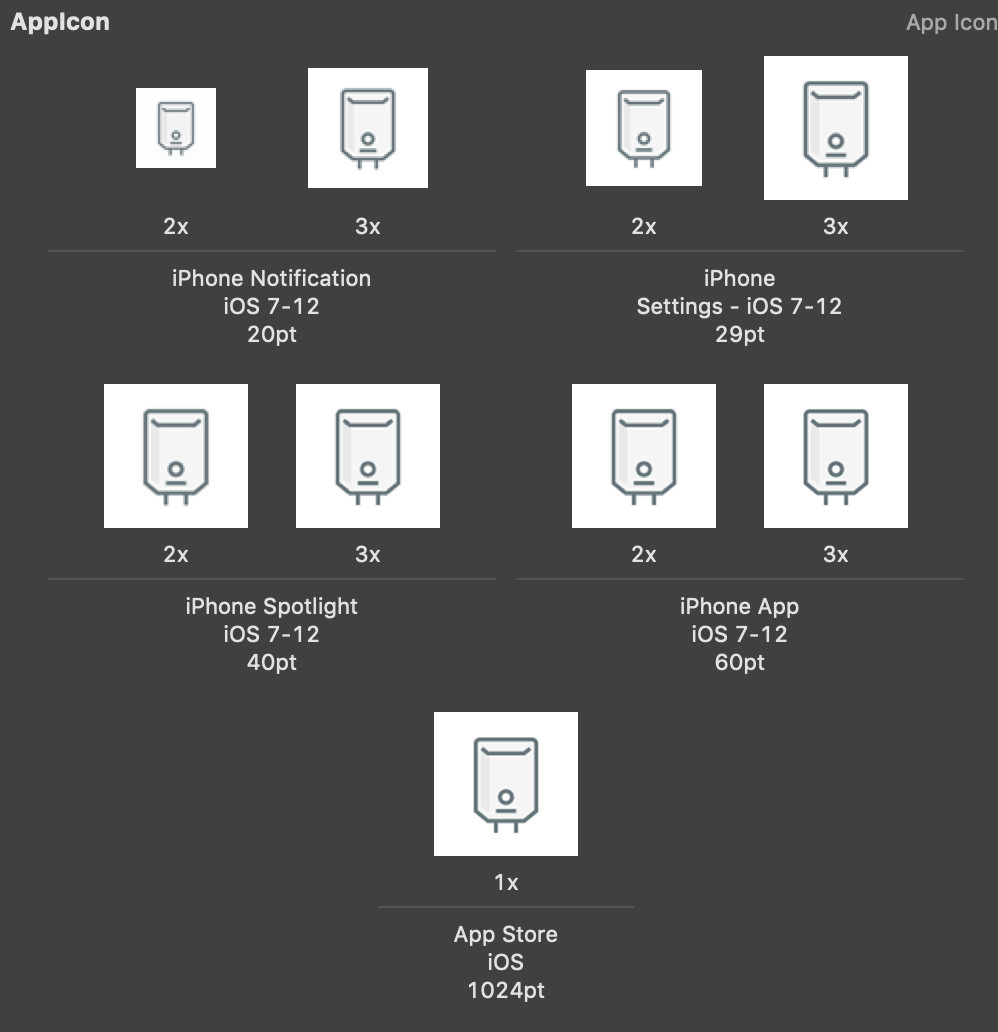 AppIcon
App Icon
2x
3x
2x
3x
iPhone Notification
iOS 7-12
20pt
iPhone
Settings - iOS 7-12
29pt
2x
3x
2x
3x
iPhone Spotlight
iOS 7-12
40pt
iPhone App
iOS 7-12
60pt
1x
App Store
iOS
1024pt